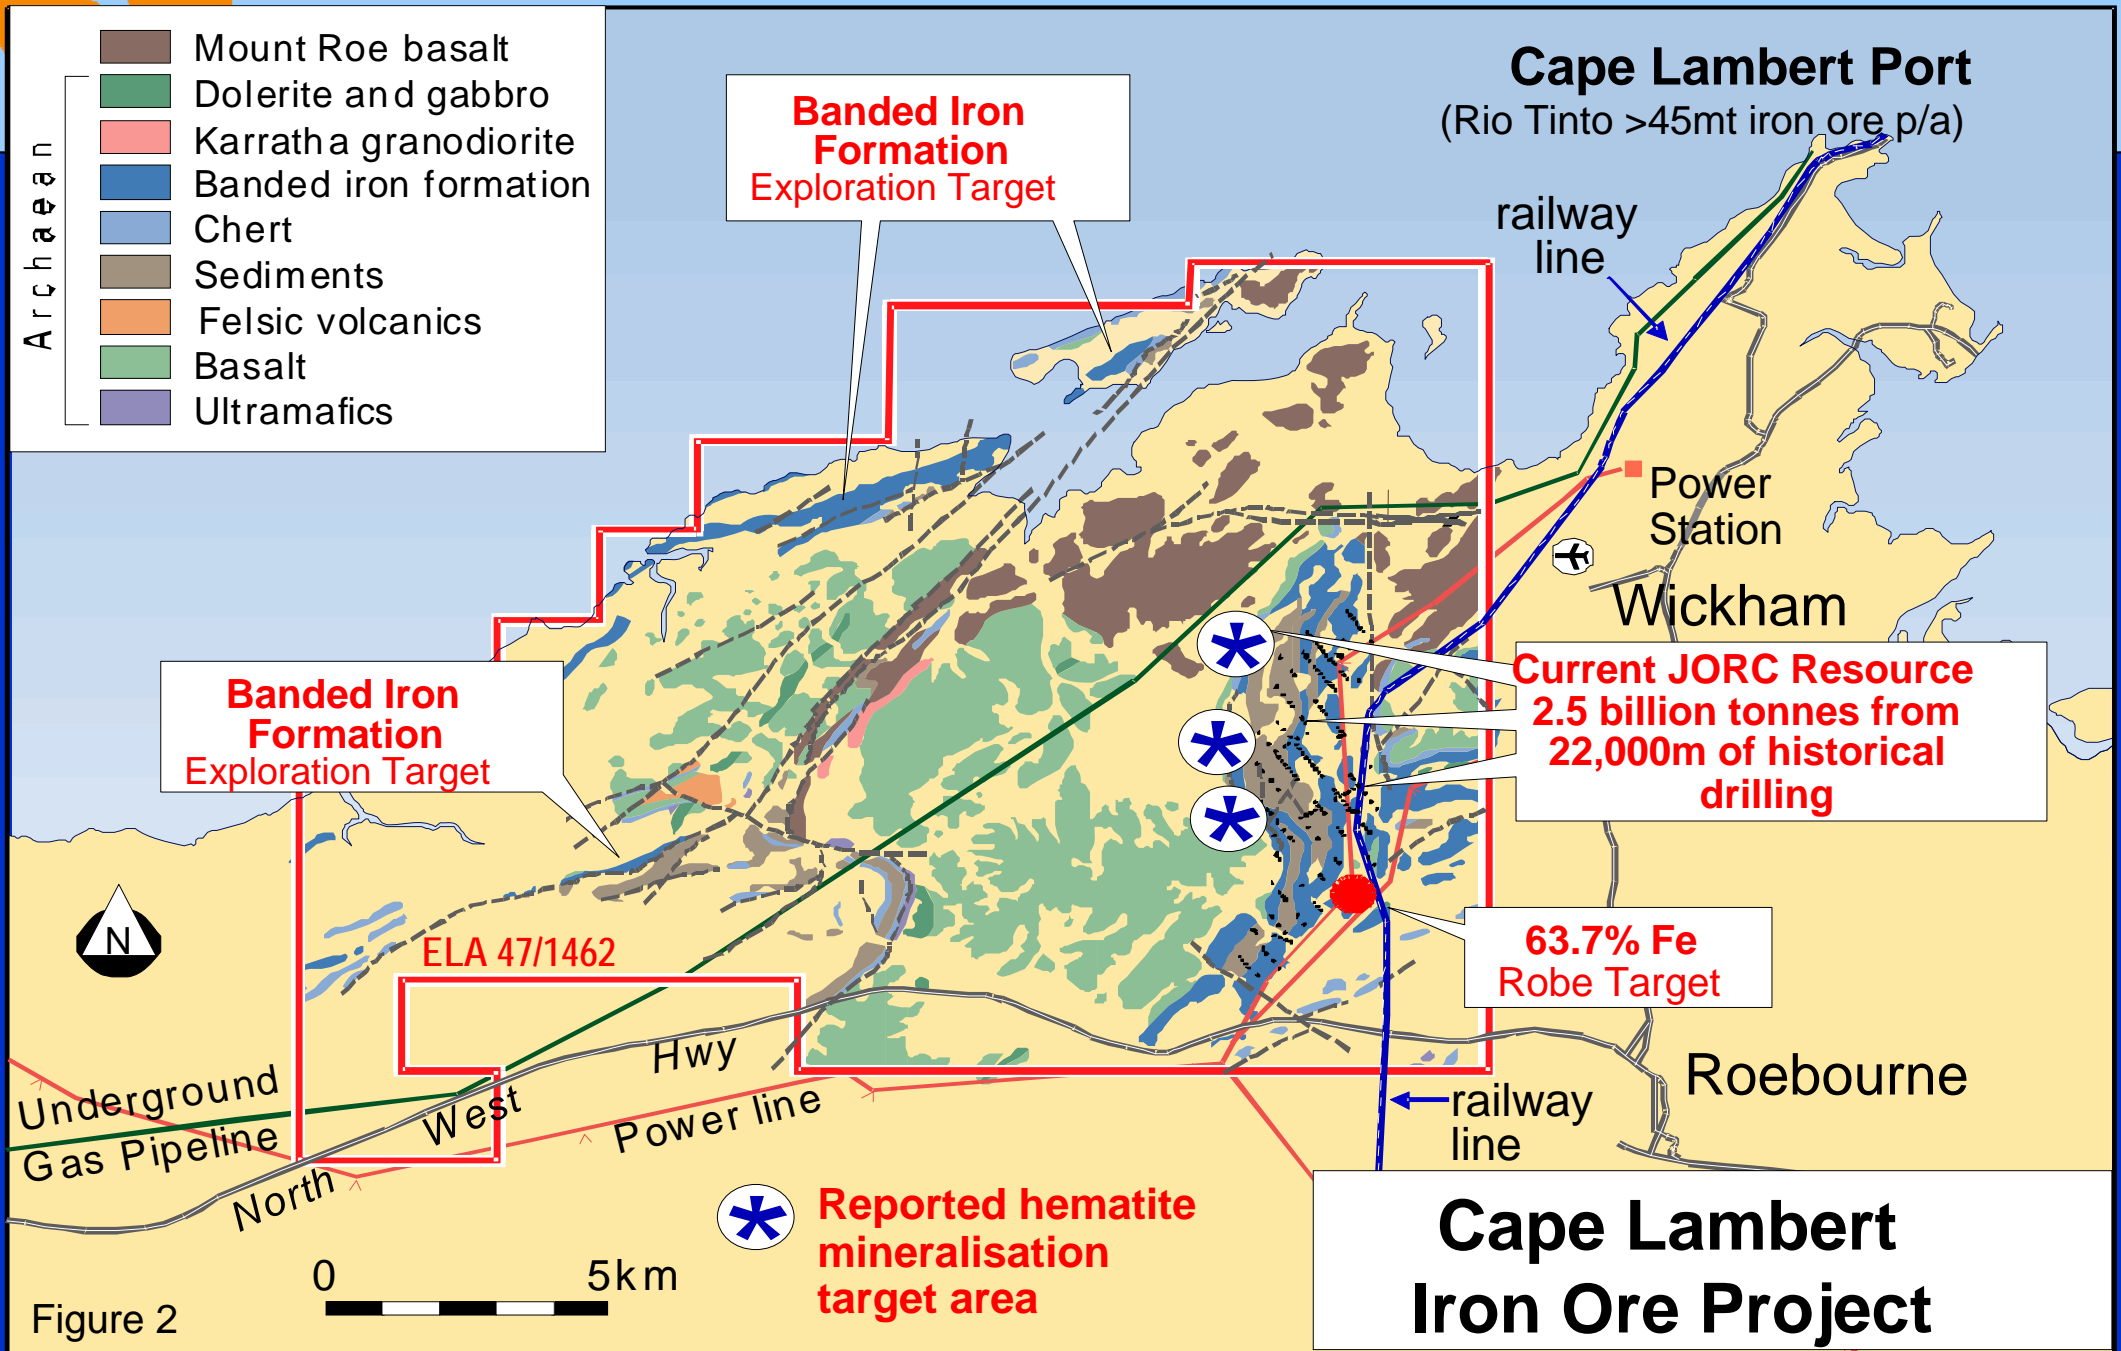 Mount Roe basalt
Dolerite and gabbro
Karratha granodiorite
Banded iron formation
Chert
Sediments
Felsic volcanics
Basalt
Ultramafics
Archaean
Banded Iron
Formation
Exploration Target
Cape Lambert Port
(Rio Tinto >45mt iron ore p/a)
railway
line
Power
Station
Wickham
Current JORC Resource
2.5 billion tonnes from
22,000m of historical
drilling
Banded Iron
Formation
Exploration Target
N
ELA 47/1462
63.7% Fe
Robe Target
Roebourne
Underground
Gas Pipeline
North West Hwy
Power line
railway
line
Reported hematite
mineralisation
target area
0 5km
Figure 2
Cape Lambert
Iron Ore Project